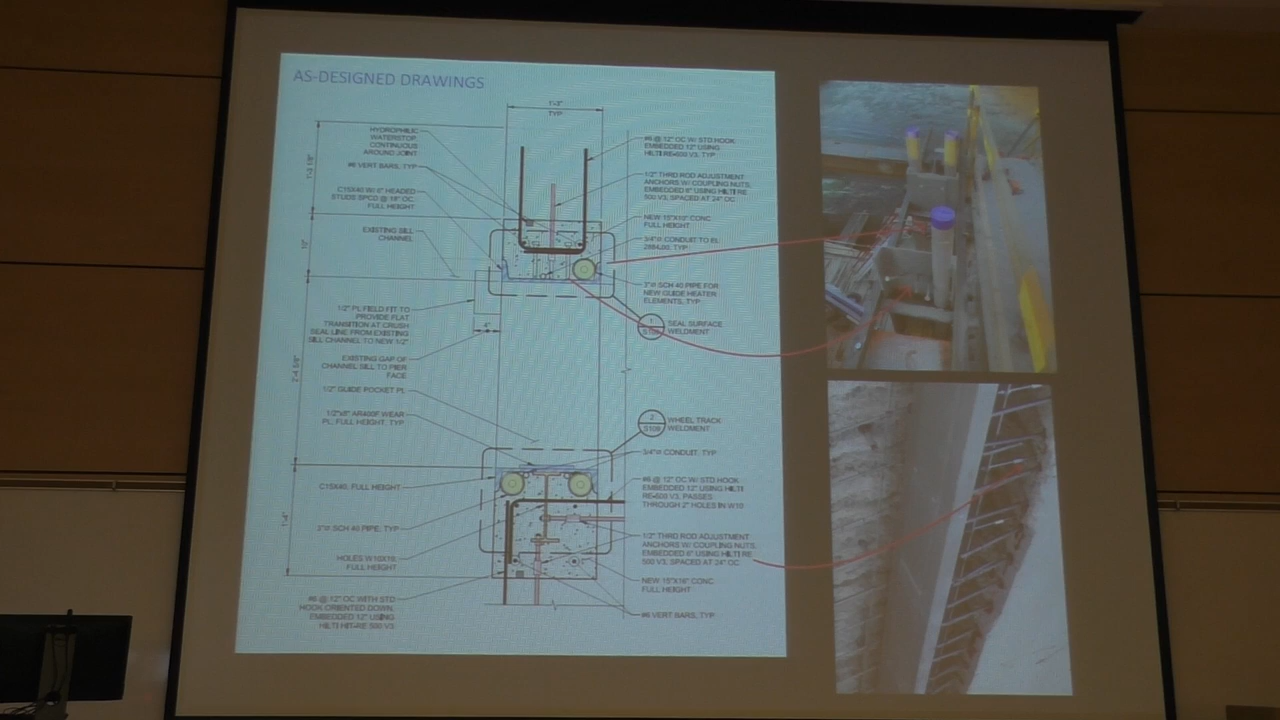 AS-DESIGNED DRAWINGS
1'-3"
TYP
HYDROPHILIC
WATERSTOP,
CONTINUOUS
AROUND JOINT
#6 VERT BARS, TYP
C15X40 W/ 6" HEADED
STUDS SPCD @ 18" OC,
FULL HEIGHT
EXISTING SILL
CHANNEL
1/2" PL FIELD FIT TO
PROVIDE FLAT
TRANSITION AT CRUSH
SEAL LINE FROM EXISTING
SILL CHANNEL TO NEW 1/2"
4"
EXISTING GAP OF
CHANNEL SILL TO PIER
FACE
1/2" GUIDE POCKET PL
1/2"x8" AR400F WEAR
PL, FULL HEIGHT, TYP
C15X40, FULL HEIGHT
3"Ø SCH 40 PIPE, TYP
HOLES W10X19,
FULL HEIGHT
#6 @ 12" OC WITH STD
HOOK ORIENTED DOWN,
EMBEDDED 12" USING
HILTI HIT-RE 500 V3
10"
1'-4"
#6 @ 12" OC W/ STD HOOK
EMBEDDED 12" USING
HILTI RE-500 V3, TYP
1/2" THRD ROD ADJUSTMENT
ANCHORS W/ COUPLING NUTS,
EMBEDDED 6" USING HILTI RE
500 V3, SPACED AT 24" OC
NEW 15"X10" CONC
FULL HEIGHT
3/4"Ø CONDUIT TO EL
TYP
3"Ø SCH 40 PIPE FOR
NEW GUIDE HEATER
ELEMENTS, TYP
1
SEAL SURFACE
WELDMENT
2
S109
WHEEL TRACK
WELDMENT
3/4"Ø CONDUIT, TYP
#6 @ 12" OC W/ STD HOOK
EMBEDDED 12" USING HILTI
RE-500 V3, PASSES
THROUGH 2" HOLES IN W10
1/2" THRD ROD ADJUSTMENT
ANCHORS W/ COUPLING NUTS,
EMBEDDED 6" USING HILTI RE
500 V3, SPACED AT 24" OC
NEW 15"X16" CONC
FULL HEIGHT
#6 VERT BARS, TYP